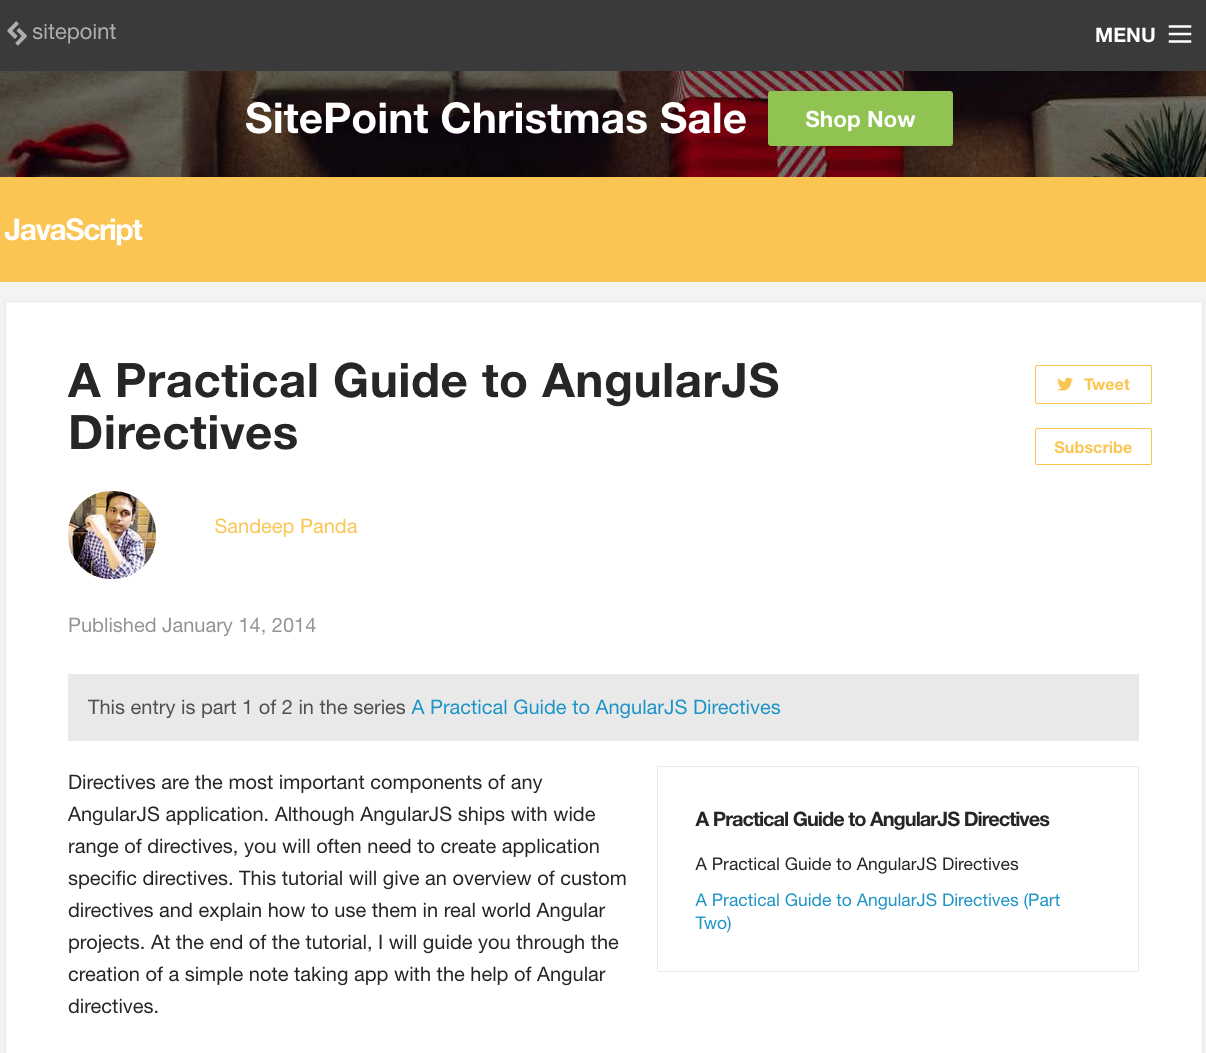 sitepoint
MENU
SitePoint Christmas Sale
Shop Now
JavaScript
A Practical Guide to AngularJS
Directives
Tweet
Subscribe
Sandeep Panda
Published January 14, 2014
This entry is part 1 of 2 in the series A Practical Guide to AngularJS Directives
Directives are the most important components of any
AngularJS application. Although AngularJS ships with wide
range of directives, you will often need to create application
specific directives. This tutorial will give an overview of custom
directives and explain how to use them in real world Angular
projects. At the end of the tutorial, I will guide you through the
creation of a simple note taking app with the help of Angular
directives.
A Practical Guide to AngularJS Directives
A Practical Guide to AngularJS Directives
A Practical Guide to AngularJS Directives (Part
Two)